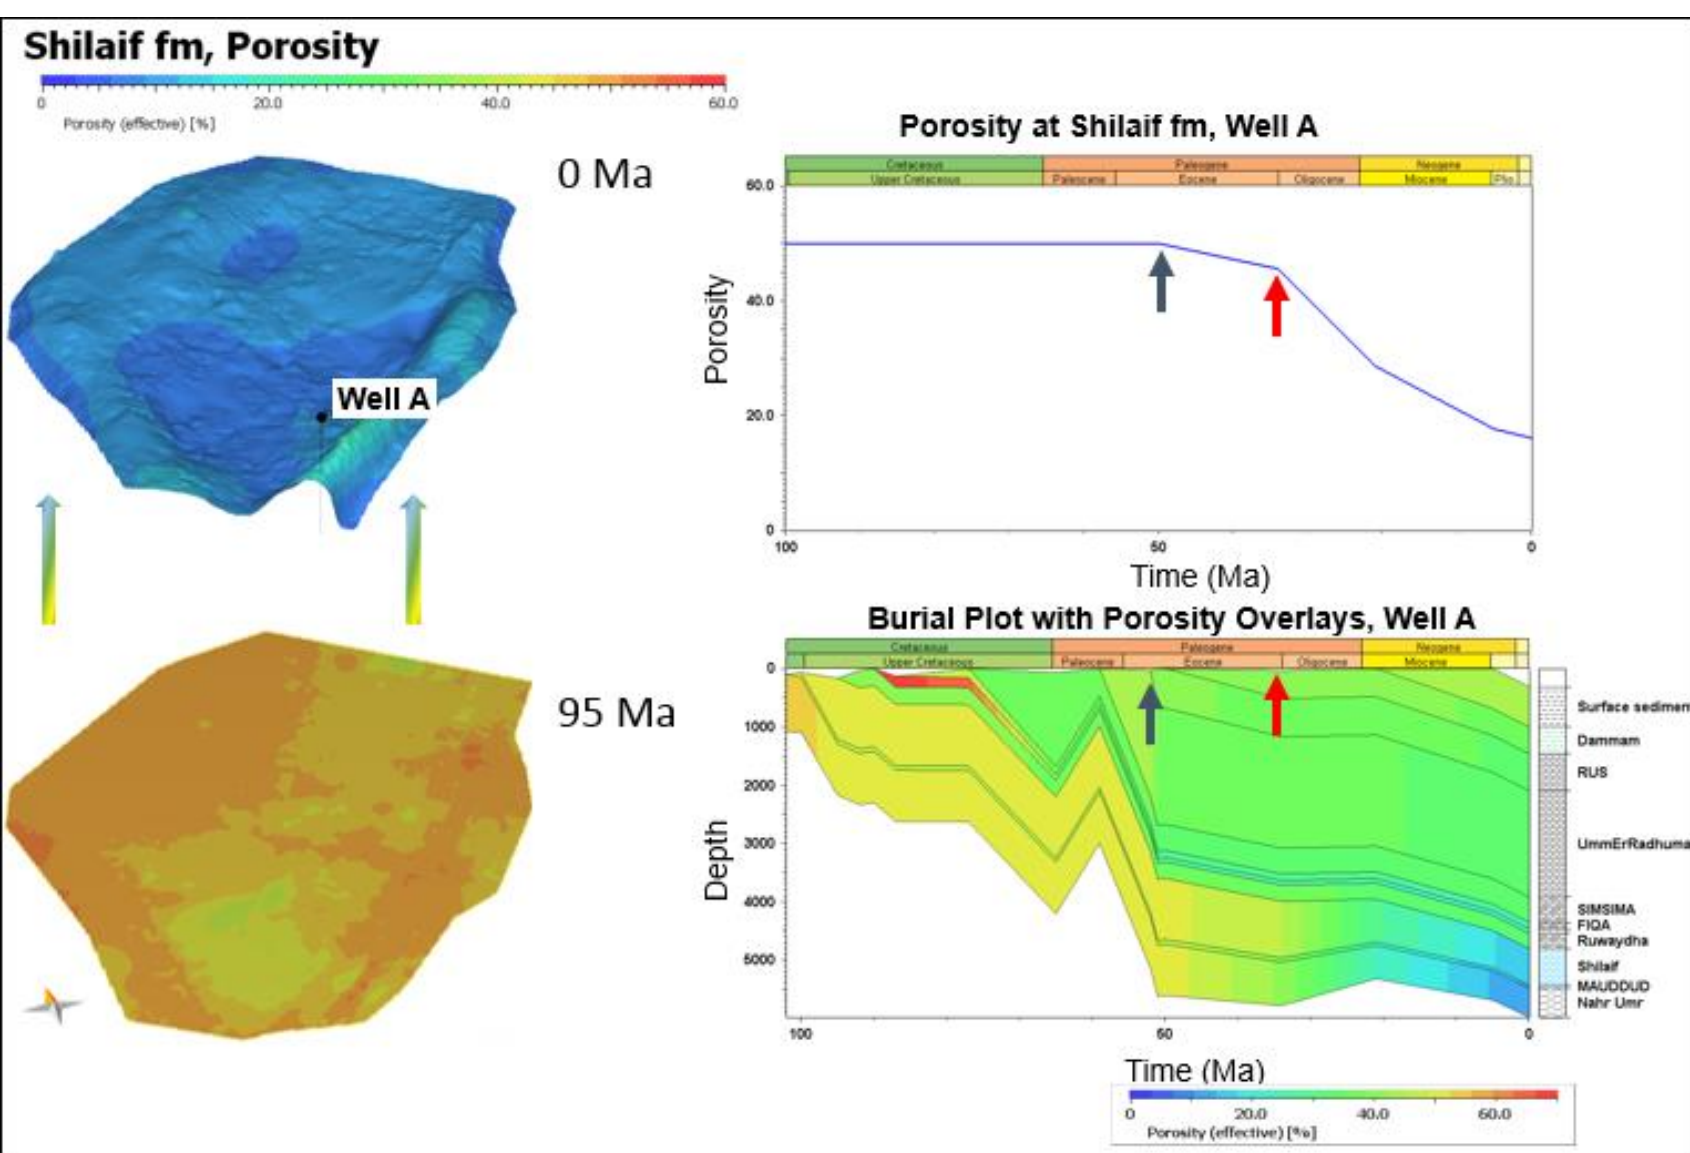 Shilaif fm, Porosity
0 20.0 40.0 60.0
Porosity (effective) [%]
0 Ma
Well A
95 Ma
Porosity at Shilaif fm, Well A
Cretaceous Paleogene Neogene
Upper Cretaceous Paleocene Eocene Oligocene Miocene Plio
60.0
40.0
20.0
0
Porosity
100 50 0
Time (Ma)
Burial Plot with Porosity Overlays, Well A
Cretaceous Paleogene Neogene
Upper Cretaceous Paleocene Eocene Oligocene Miocene
0
1000
2000
3000
4000
5000
Depth
Surface sedimen
Dammam
RUS
UmmErRadhuma
SIMSIMA
FIQA
Ruwaydha
Shilaif
MAUDDUD
Nahr Umr
100 50 0
Time (Ma)
0 20.0 40.0 60.0
Porosity (effective) [%]